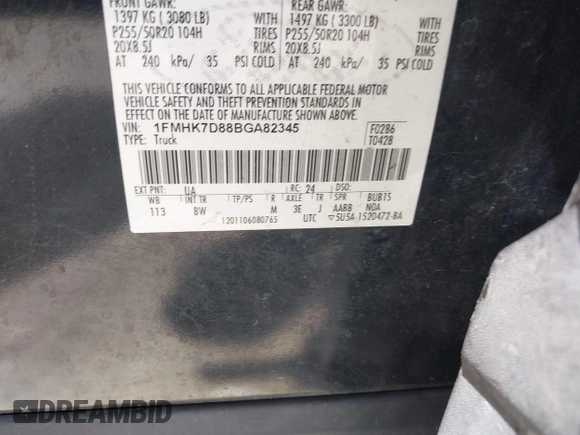 FRONT GAWR: REAR GAWR:
1397 KG ( 3080 LB) WITH 1497 KG ( 3300 LB) WITH
P255/50R20 104H TIRES P255/50R20 104H TIRES
20X8.5J RIMS 20X8.5J RIMS
AT 240 kPa/ 35 PSI COLD AT 240 kPa/ 35 PSI COLD
THIS VEHICLE CONFORMS TO ALL APPLICABLE FEDERAL MOTOR
VEHICLE SAFETY AND THEFT PREVENTION STANDARDS IN
EFFECT ON THE DATE OF MANUFACTURE SHOWN ABOVE.
VIN: 1FMHK7D88BGA82345 F0286
TYPE: Truck T0428
EXT PNT: UA RC: 24 DSO:
WB INT TR TP/PS R AXLE TR SPR BUB1S
113 BW M 3E J AABB NOA
1201106080765 UTC ▽5U5A-1520472-BA
DREAMBID